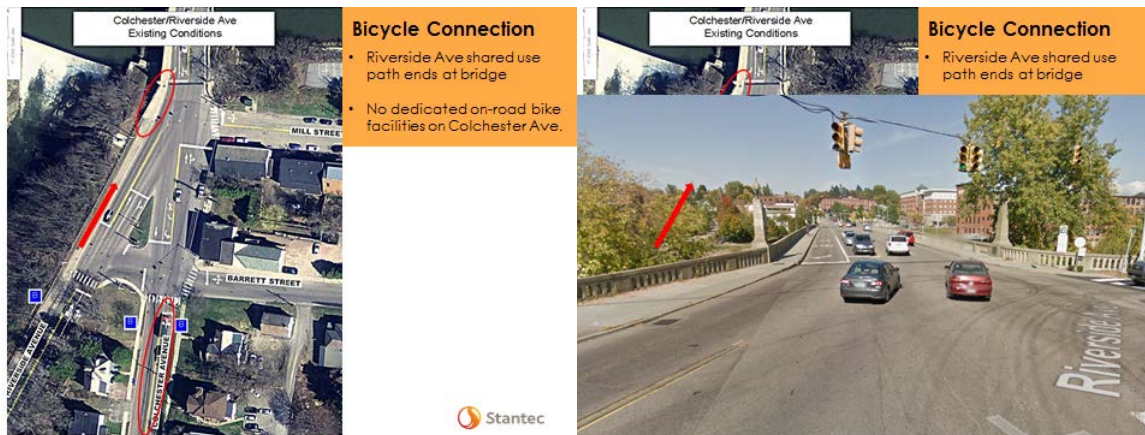 Colchester/Riverside Ave
Existing Conditions
Bicycle Connection
• Riverside Ave shared use
path ends at bridge
• No dedicated on-road bike
facilities on Colchester Ave.
MILL STREET
BARRETT STREET
RIVERSIDE AVENUE
COLCHESTER AVENUE
Stantec
Colchester/Riverside Ave
Existing Conditions
Bicycle Connection
• Riverside Ave shared use
path ends at bridge
Riverside Ave